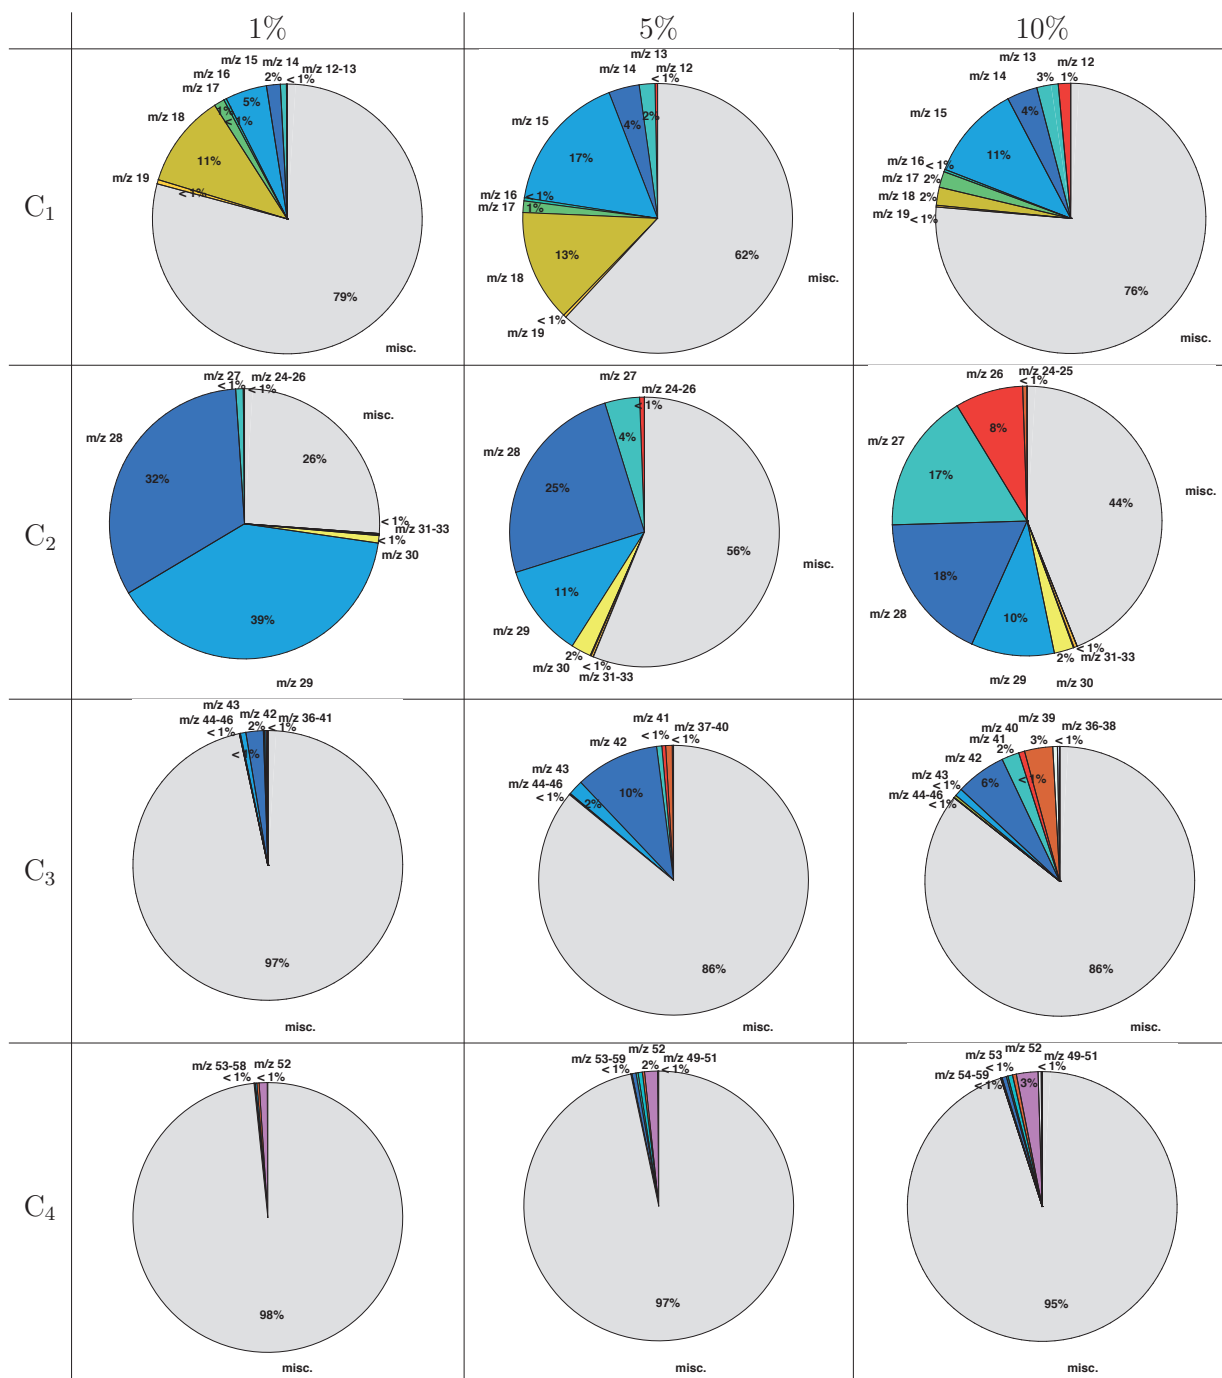 1% 5% 10%
C1
m/z 15 m/z 14 m/z 12-13
m/z 16 2% < 1%
m/z 17 5%
1%
m/z 18 < 1%
11%
m/z 19 < 1%
79%
misc.
m/z 13
m/z 14 m/z 12
< 1%
m/z 15 4% 2%
17%
m/z 16 < 1%
m/z 17 1%
13% 62%
m/z 18 misc.
< 1%
m/z 19
m/z 13 m/z 12
m/z 14 3% 1%
m/z 15 4%
11%
m/z 16 < 1%
m/z 17 2%
m/z 18 2%
m/z 19 < 1%
76%
misc.
C2
m/z 27 m/z 24-26
< 1% < 1%
misc.
m/z 28
26%
32%
< 1%
m/z 31-33
< 1%
m/z 30
39%
m/z 29
m/z 27
m/z 24-26
< 1%
4%
m/z 28
25%
56%
misc.
11%
m/z 29
2%
m/z 30 < 1%
m/z 31-33
m/z 26 m/z 24-25
< 1%
8%
m/z 27
17%
44%
misc.
18%
m/z 28 10%
< 1%
2% m/z 31-33
m/z 29 m/z 30
C3
m/z 43
m/z 44-46 m/z 42 m/z 36-41
< 1% 2% < 1%
< 1%
97%
misc.
m/z 41 m/z 37-40
m/z 42 < 1% < 1%
m/z 43
m/z 44-46 10%
< 1% 2%
86%
misc.
m/z 39 m/z 36-38
m/z 40
m/z 41 3% < 1%
m/z 42 2%
m/z 43 < 1%
< 1% 6%
m/z 44-46
< 1%
86%
misc.
C4
m/z 53-58 m/z 52
< 1% < 1%
98%
misc.
m/z 52
m/z 53-59 m/z 49-51
< 1% 2% < 1%
97%
misc.
m/z 52
m/z 53 m/z 49-51
< 1% < 1%
m/z 54-59
< 1% 3%
95%
misc.